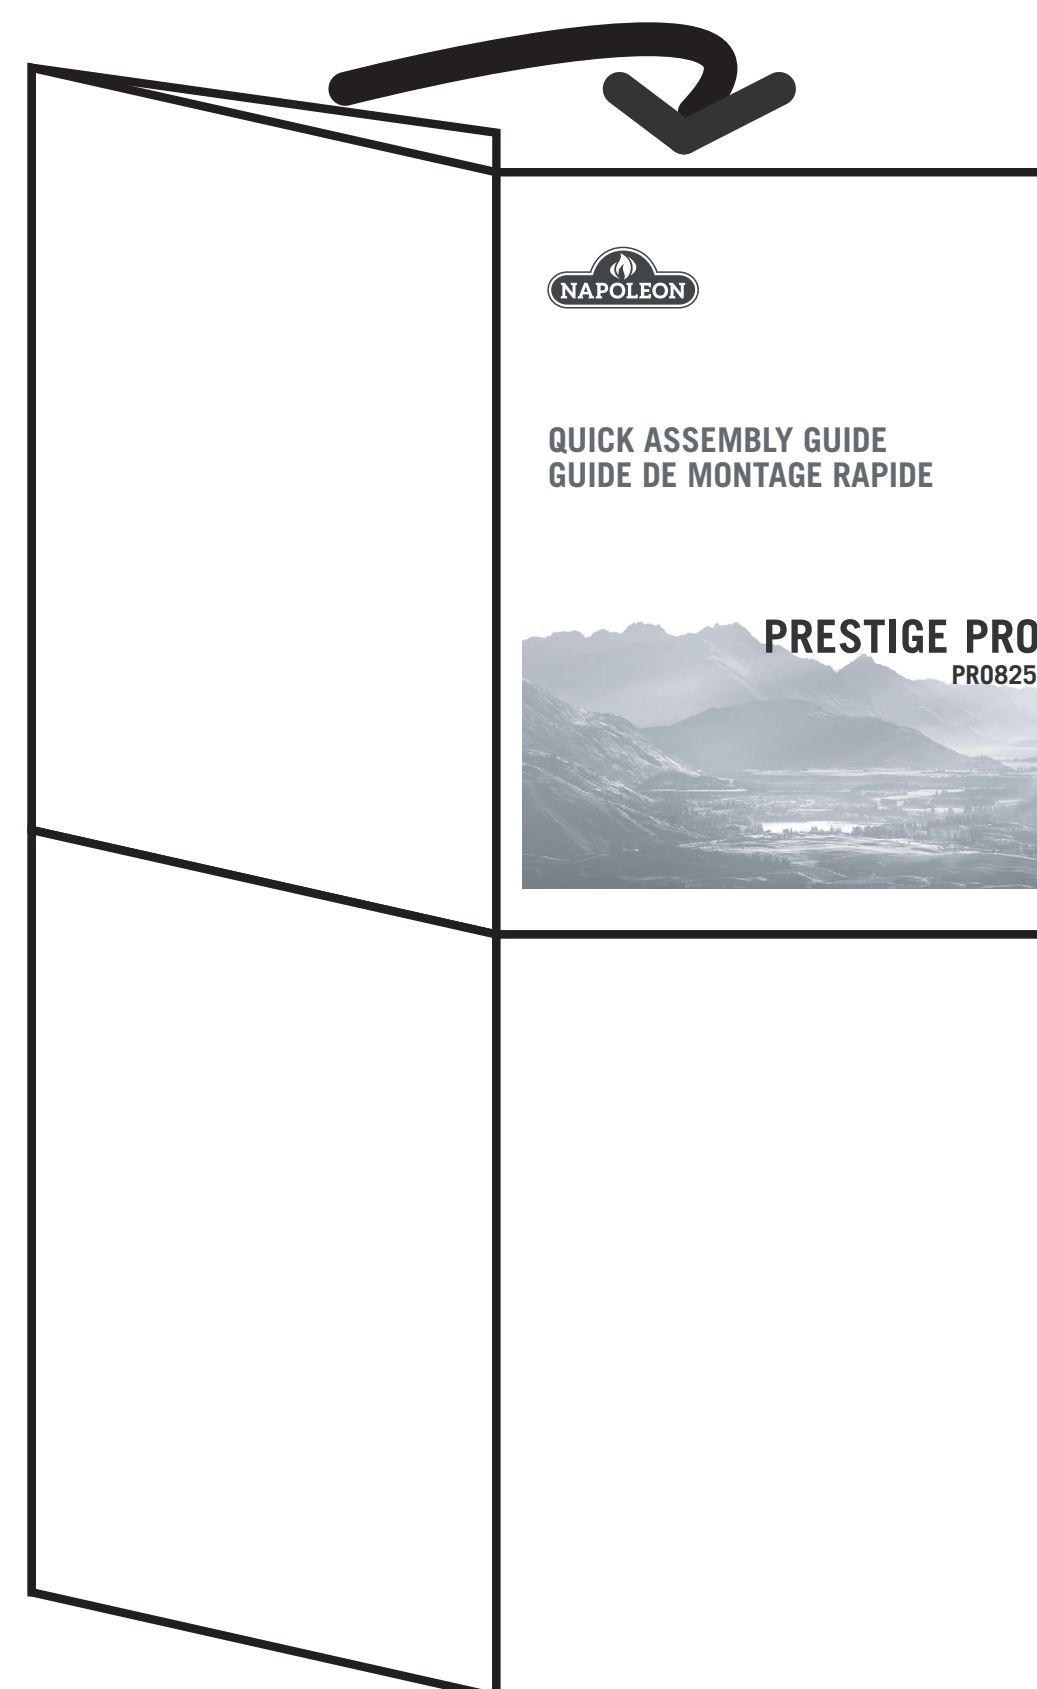 NAPOLEON
QUICK ASSEMBLY GUIDE
GUIDE DE MONTAGE RAPIDE
PRESTIGE PRO
PRO825